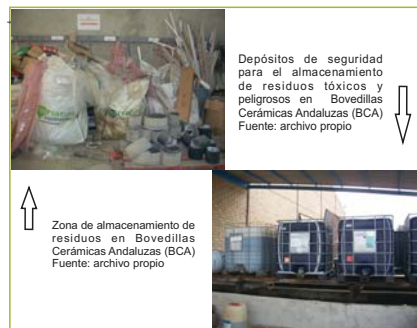 Depósitos de seguridad
para el almacenamiento
de residuos tóxicos y
peligrosos en Bovedillas
Cerámicas Andaluzas (BCA)
Fuente: archivo propio
Zona de almacenamiento de
residuos en Bovedillas
Cerámicas Andaluzas (BCA)
Fuente: archivo propio